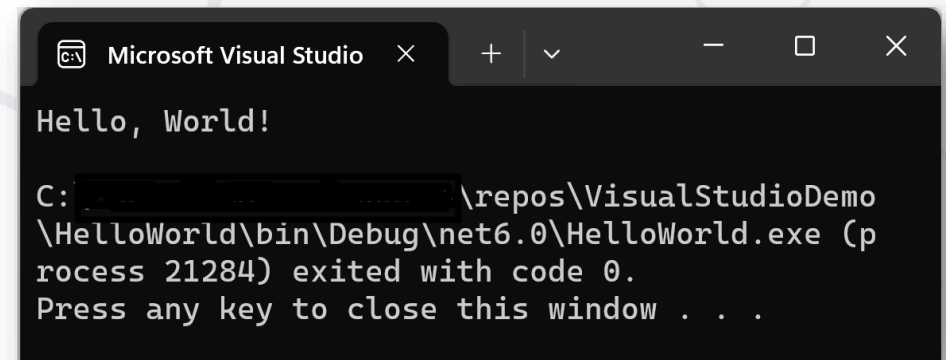 Microsoft Visual Studio
Hello, World!
C:\repos\VisualStudioDemo
\HelloWorld\bin\Debug\net6.0\HelloWorld.exe (p
rocess 21284) exited with code 0.
Press any key to close this window . . .